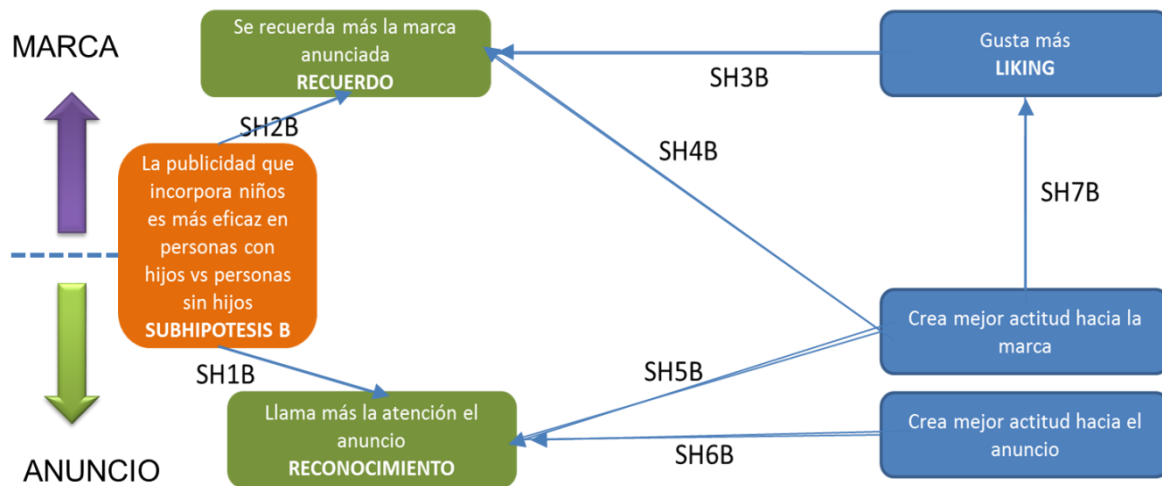 MARCA
Se recuerda más la marca
anunciada
RECUERDO
SH3B
Gusta más
LIKING
SH2B
SH4B
SH7B
La publicidad que
incorpora niños
es más eficaz en
personas con
hijos vs personas
sin hijos
SUBHIPOTESIS B
Crea mejor actitud hacia la
marca
SH1B
SH5B
Llama más la atención el
anuncio
RECONOCIMIENTO
SH6B
Crea mejor actitud hacia el
anuncio
ANUNCIO